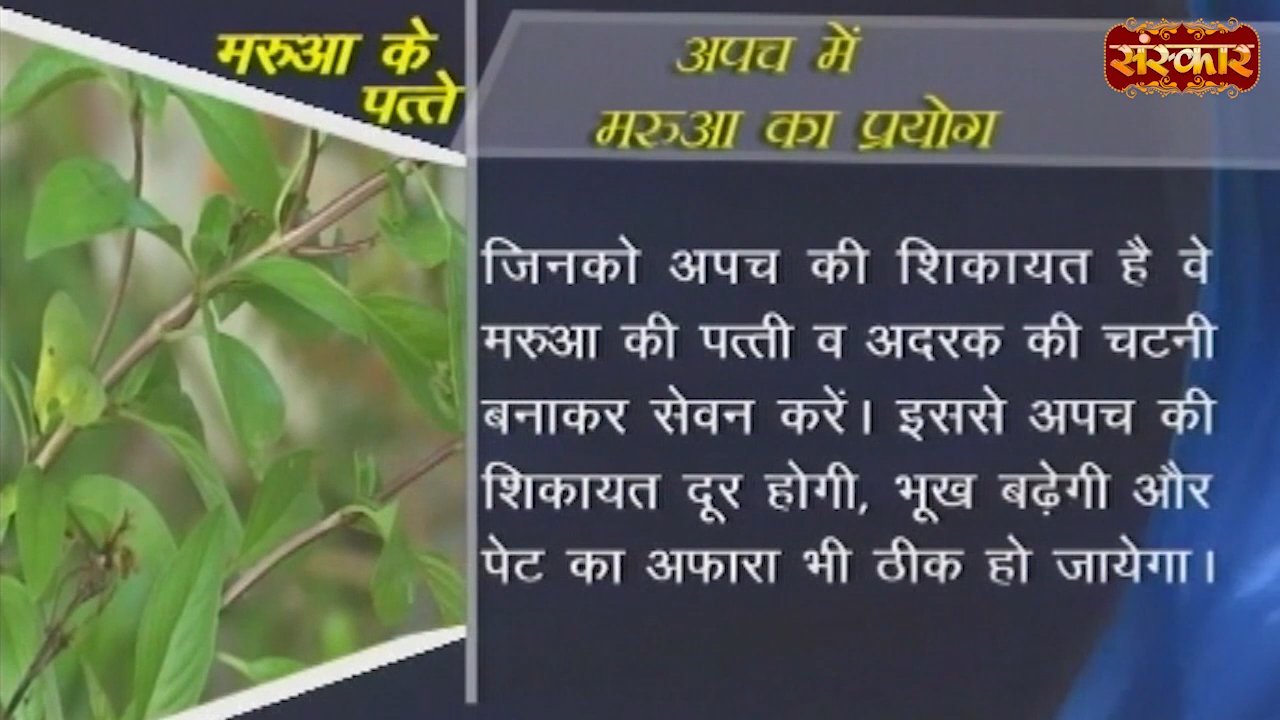 मरुआ के
पत्ते
अपच में
मरुआ का प्रयोग
संस्कार
जिनको अपच की शिकायत है वे
मरुआ की पत्ती व अदरक की चटनी
बनाकर सेवन करें। इससे अपच की
शिकायत दूर होगी, भूख बढ़ेगी और
पेट का अफारा भी ठीक हो जायेगा।